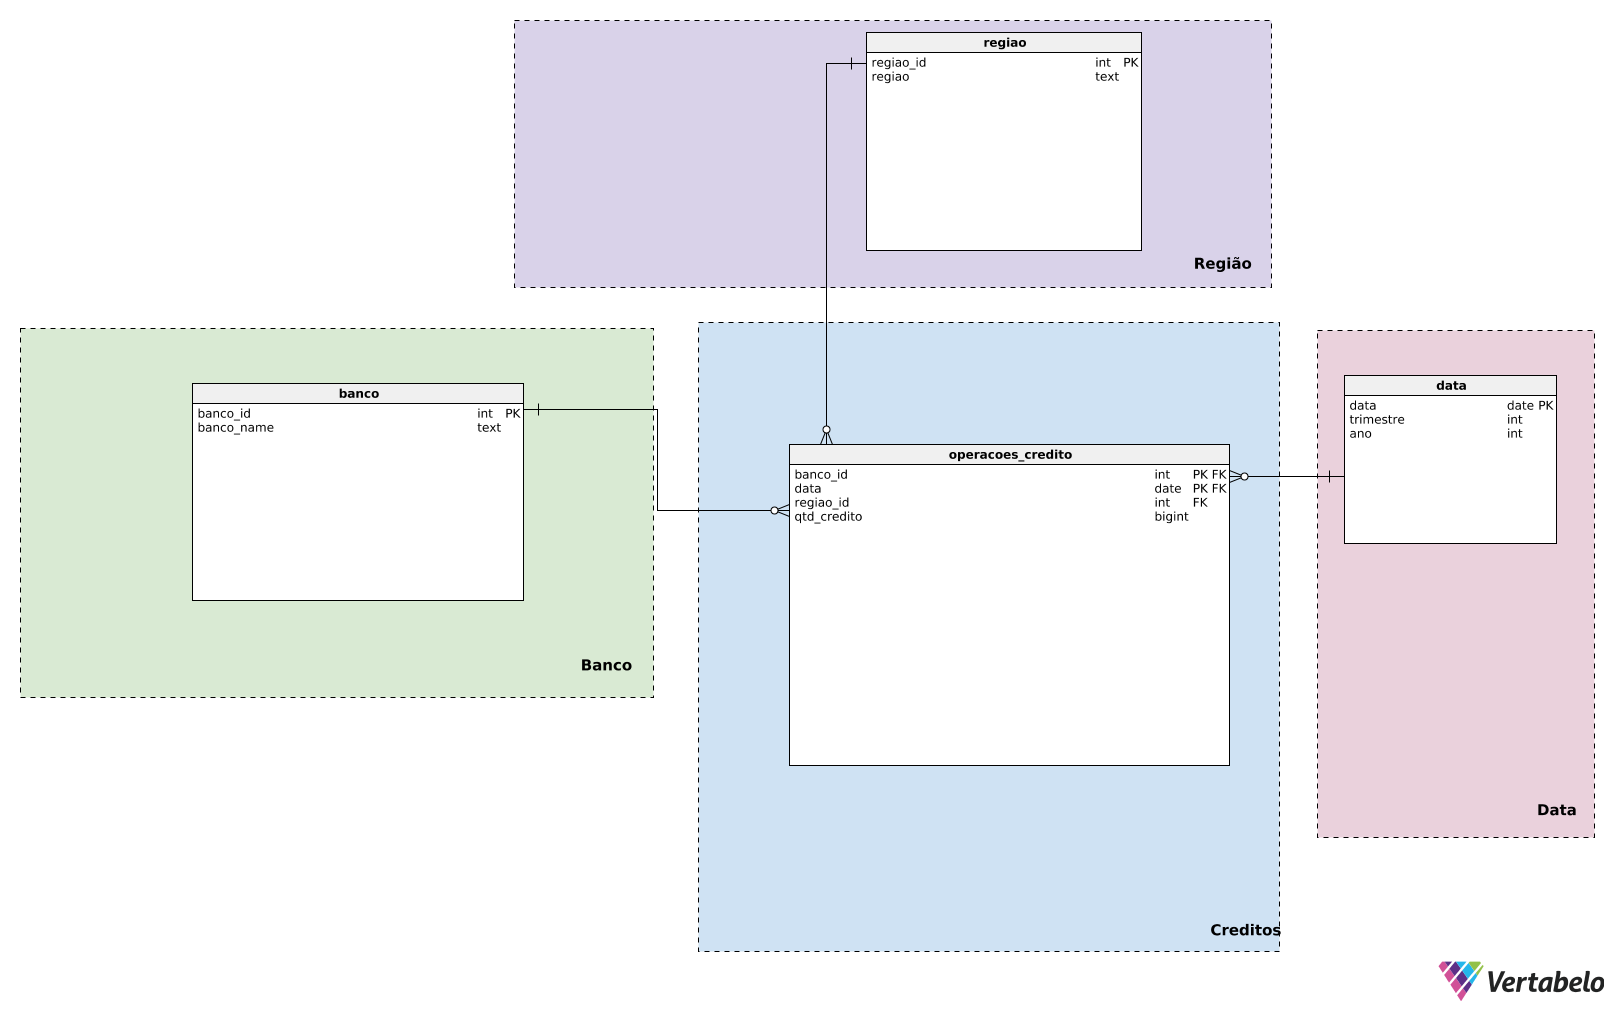 regiao
regiao_id int PK
regiao text
Região
banco
banco_id int PK
banco_name text
Banco
operacoes_credito
banco_id int PK FK
data date PK FK
regiao_id int FK
qtd_credito bigint
Creditos
data
data date PK
trimestre int
ano int
Data
Vertabelo